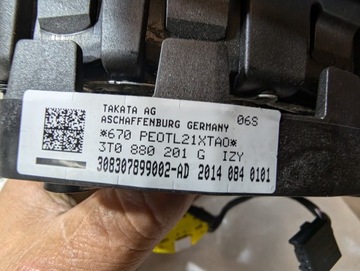 TAKATA AG 06S
ASCHAFFENBURG GERMANY
*670 PEOTL21XTAO*
3T0 880 201 G IZY
308307899002-AD 2014 084 0101